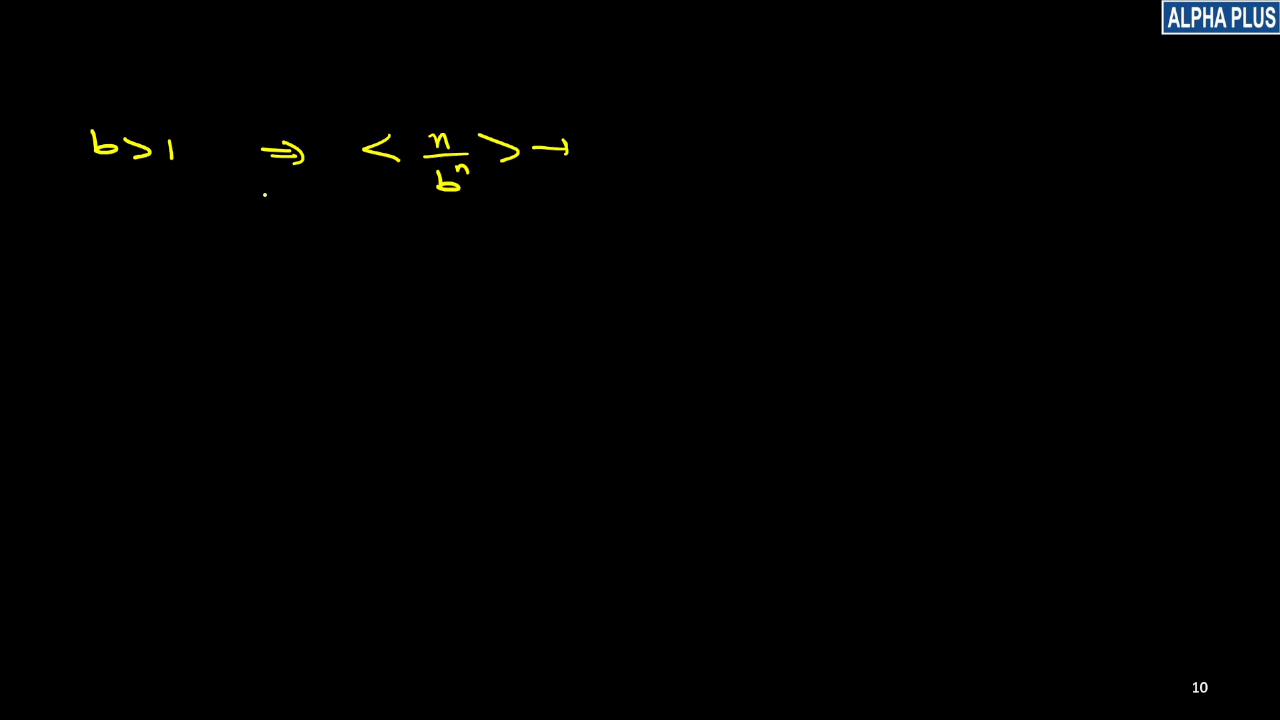 ALPHA PLUS
b > 1 ⇒ < n/bⁿ > →
10